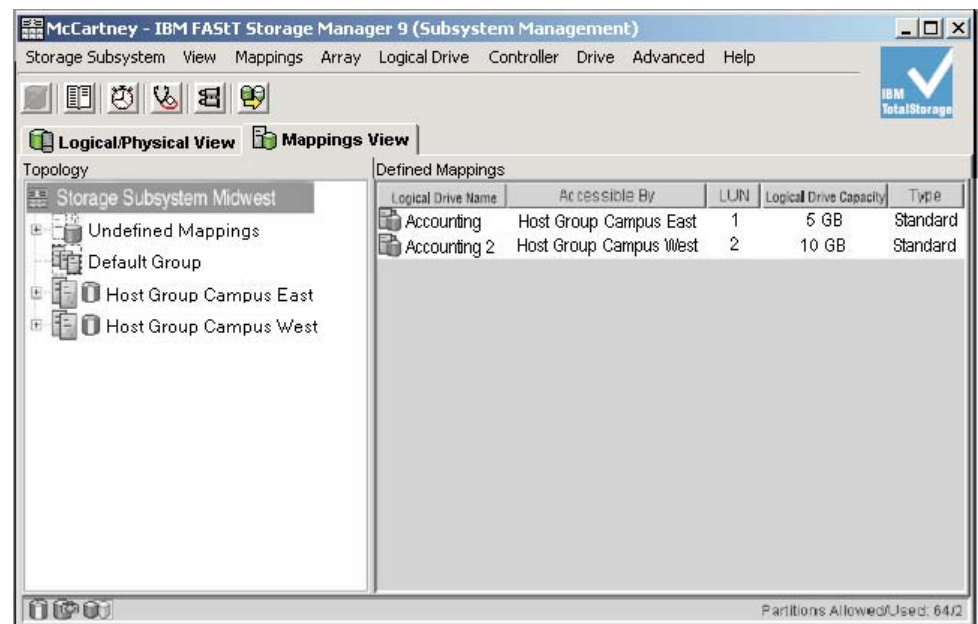 McCartney - IBM FAStT Storage Manager 9 (Subsystem Management)
Storage Subsystem View Mappings Array Logical Drive Controller Drive Advanced Help
IBM
TotalStorage
Logical/Physical View Mappings View
Topology
Defined Mappings
Storage Subsystem Midwest
Undefined Mappings
Default Group
Host Group Campus East
Host Group Campus West
Logical Drive Name Accessible By LUN Logical Drive Capacity Type
Accounting Host Group Campus East 1 5 GB Standard
Accounting 2 Host Group Campus West 2 10 GB Standard
Partitions Allowed/Used: 64/2